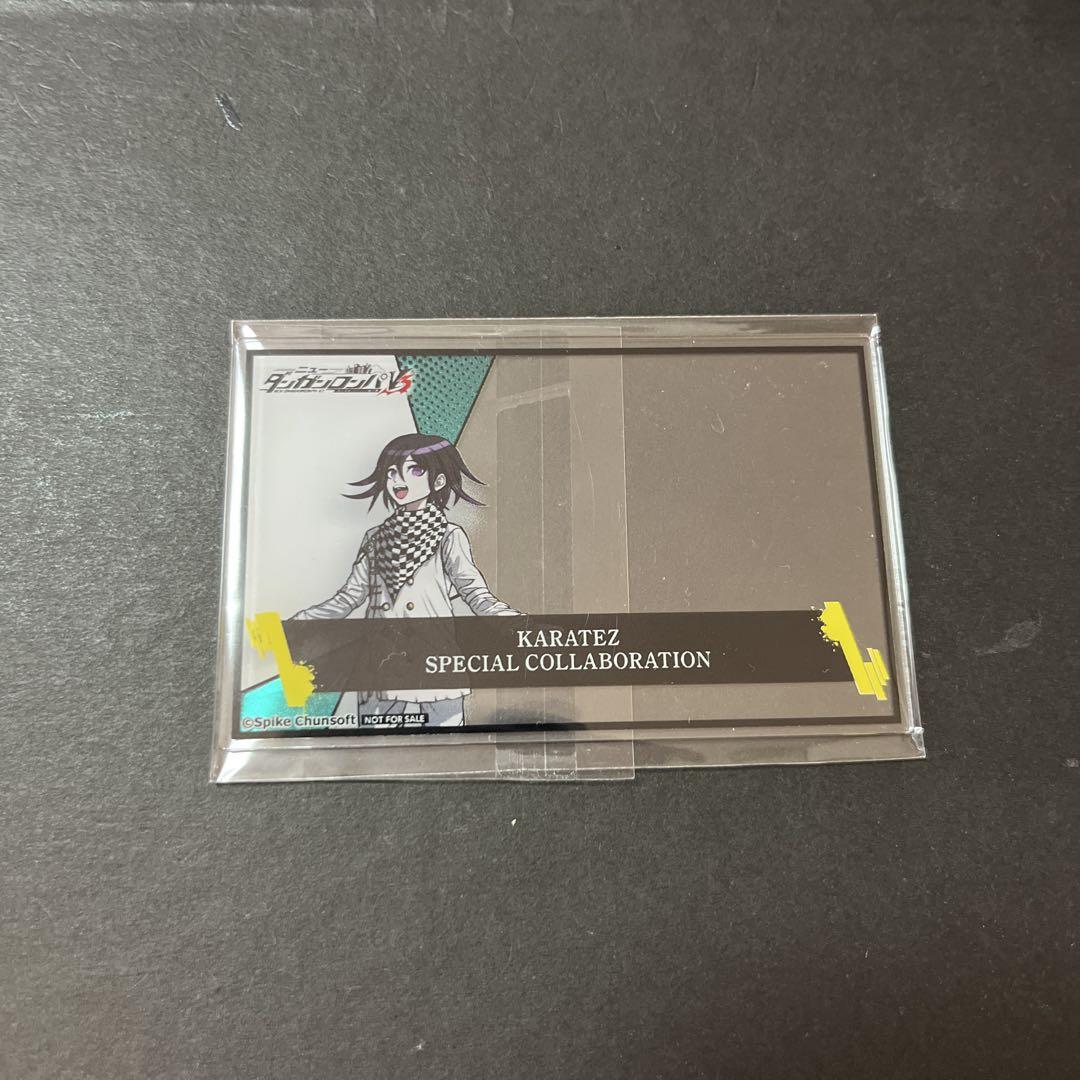 ニュー
ダンガンロンパV3
KARATEZ
SPECIAL COLLABORATION
©Spike Chunsoft NOT FOR SALE